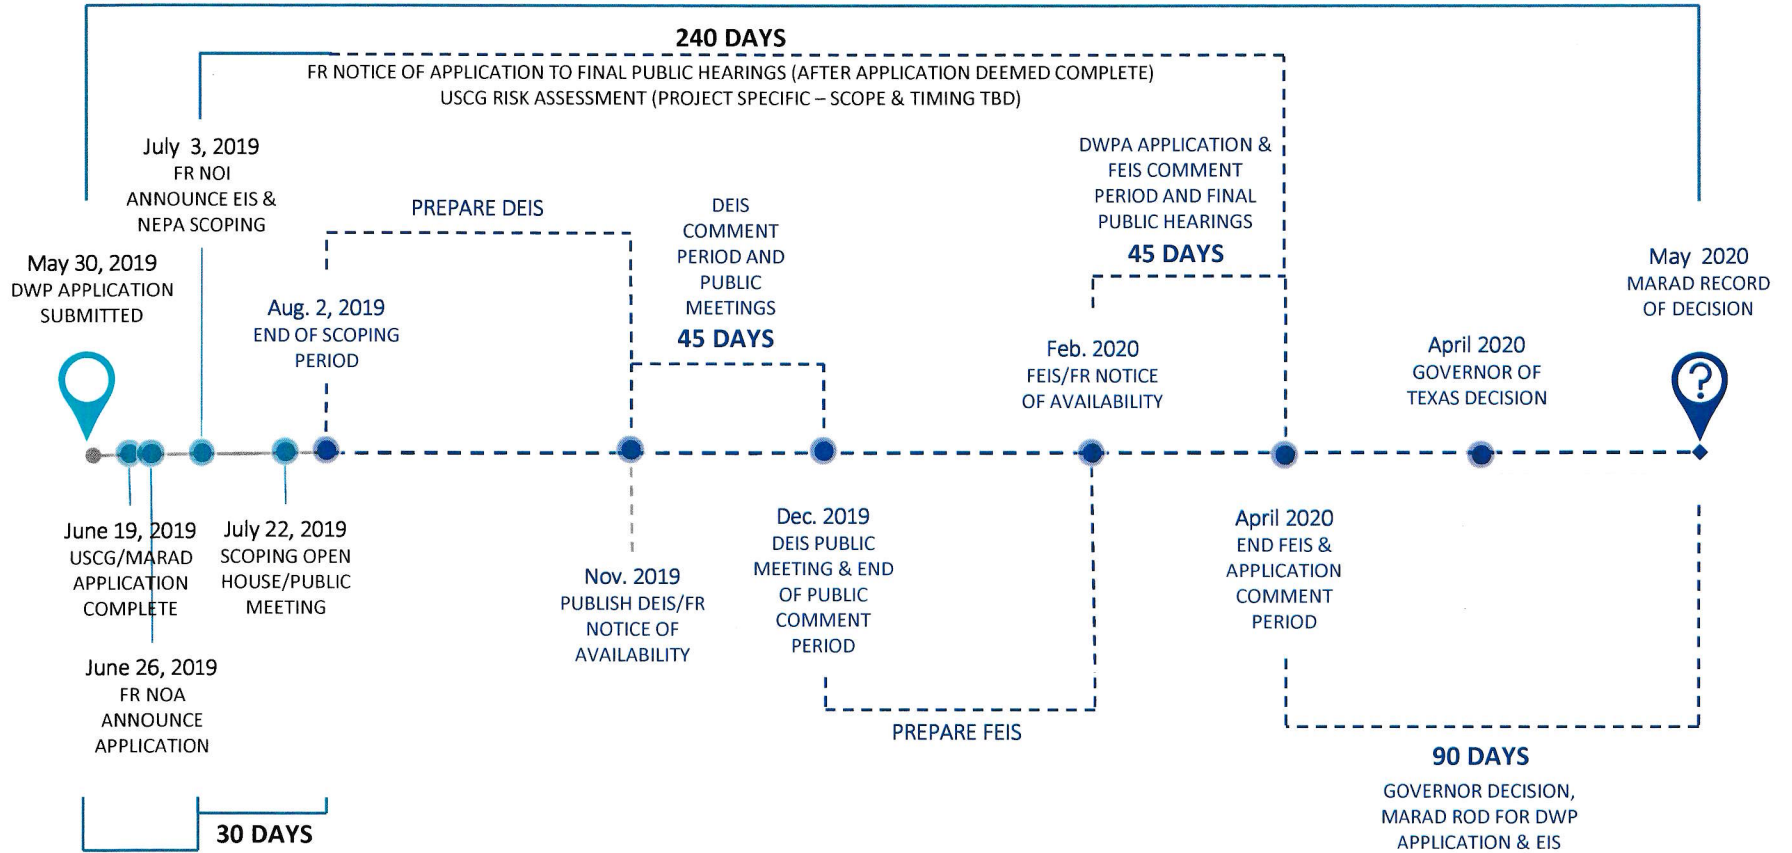 240 DAYS
FR NOTICE OF APPLICATION TO FINAL PUBLIC HEARINGS (AFTER APPLICATION DEEMED COMPLETE)
USCG RISK ASSESSMENT (PROJECT SPECIFIC – SCOPE & TIMING TBD)
May 30, 2019
DWP APPLICATION
SUBMITTED
July 3, 2019
FR NOI
ANNOUNCE EIS &
NEPA SCOPING
Aug. 2, 2019
END OF SCOPING
PERIOD
PREPARE DEIS
DEIS
COMMENT
PERIOD AND
PUBLIC
MEETINGS
45 DAYS
DWPA APPLICATION &
FEIS COMMENT
PERIOD AND FINAL
PUBLIC HEARINGS
45 DAYS
Feb. 2020
FEIS/FR NOTICE
OF AVAILABILITY
April 2020
GOVERNOR OF
TEXAS DECISION
May 2020
MARAD RECORD
OF DECISION
?
June 19, 2019
USCG/MARAD
APPLICATION
COMPLETE
June 26, 2019
FR NOA
ANNOUNCE
APPLICATION
July 22, 2019
SCOPING OPEN
HOUSE/PUBLIC
MEETING
30 DAYS
Nov. 2019
PUBLISH DEIS/FR
NOTICE OF
AVAILABILITY
Dec. 2019
DEIS PUBLIC
MEETING & END
OF PUBLIC
COMMENT
PERIOD
PREPARE FEIS
April 2020
END FEIS &
APPLICATION
COMMENT
PERIOD
90 DAYS
GOVERNOR DECISION,
MARAD ROD FOR DWP
APPLICATION & EIS